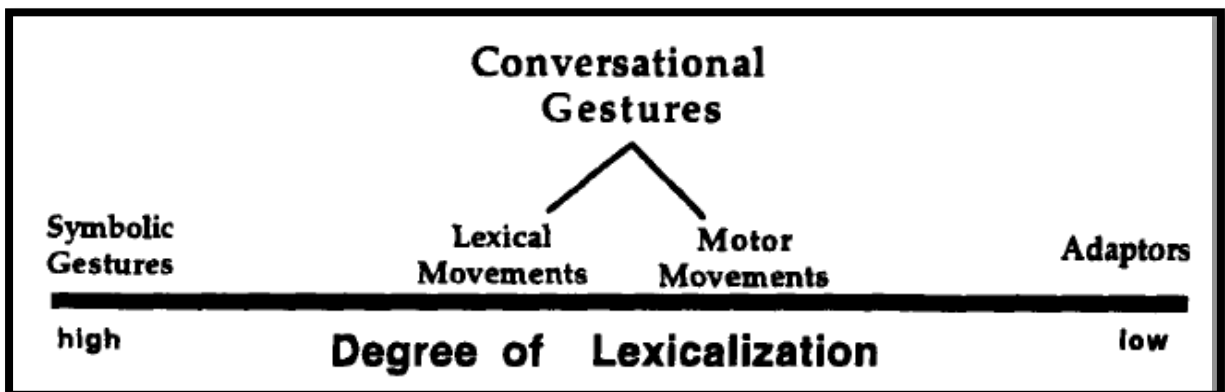 Conversational
Gestures
Symbolic
Gestures
Lexical
Movements
Motor
Movements
Adaptors
high
Degree of Lexicalization
low